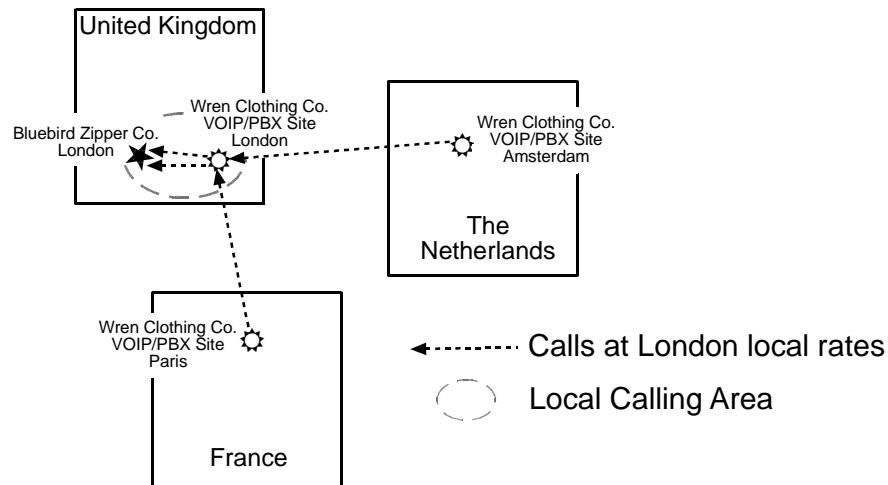 United Kingdom
Wren Clothing Co.
VOIP/PBX Site
London
Bluebird Zipper Co.
London
Wren Clothing Co.
VOIP/PBX Site
Amsterdam
The
Netherlands
Wren Clothing Co.
VOIP/PBX Site
Paris
France
Calls at London local rates
Local Calling Area